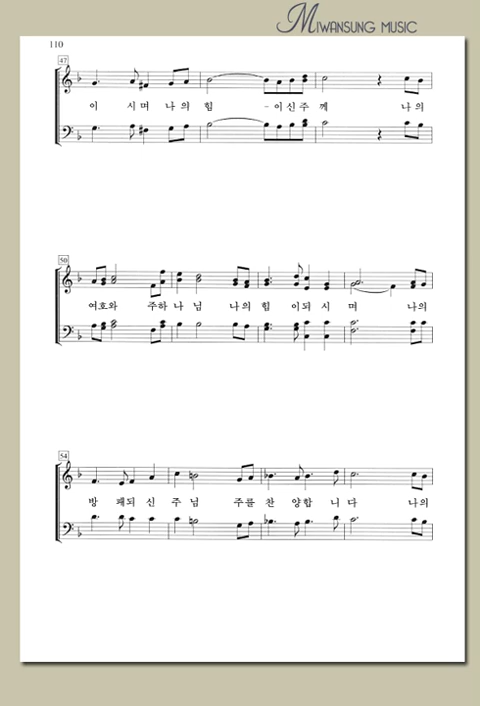 MIWANSUNG MUSIC
110
47
이 시며 나의 힘 -이신주 께 나의
50
여호와 주하 나 님 나의 힘 이되 시 며 나의
54
방 패되 신 주 님 주를 찬 양합 니 다 나의